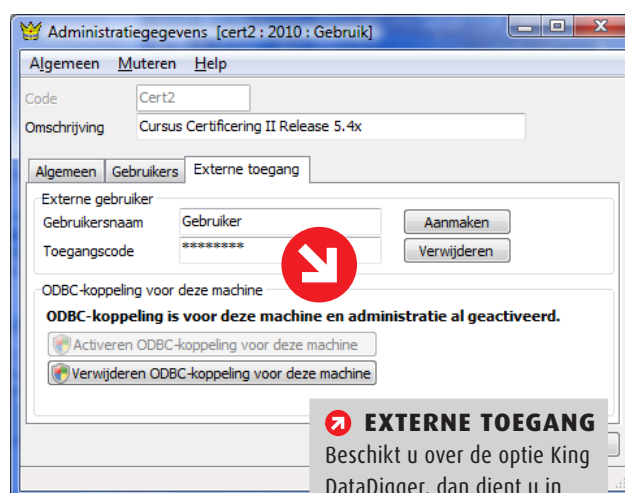 Administratiegegevens [cert2 : 2010 : Gebruik]
Algemeen Muteren Help
Code Cert2
Omschrijving Cursus Certificering II Release 5.4x
Algemeen Gebruikers Externe toegang
Externe gebruiker
Gebruikersnaam Gebruiker Aanmaken
Toegangscode ******** Verwijderen
ODBC-koppeling voor deze machine
ODBC-koppeling is voor deze machine en administratie al geactiveerd.
Activeren ODBC-koppeling voor deze machine
Verwijderen ODBC-koppeling voor deze machine
EXTERNE TOEGANG
Beschikt u over de optie King
DataDigger, dan dient u in